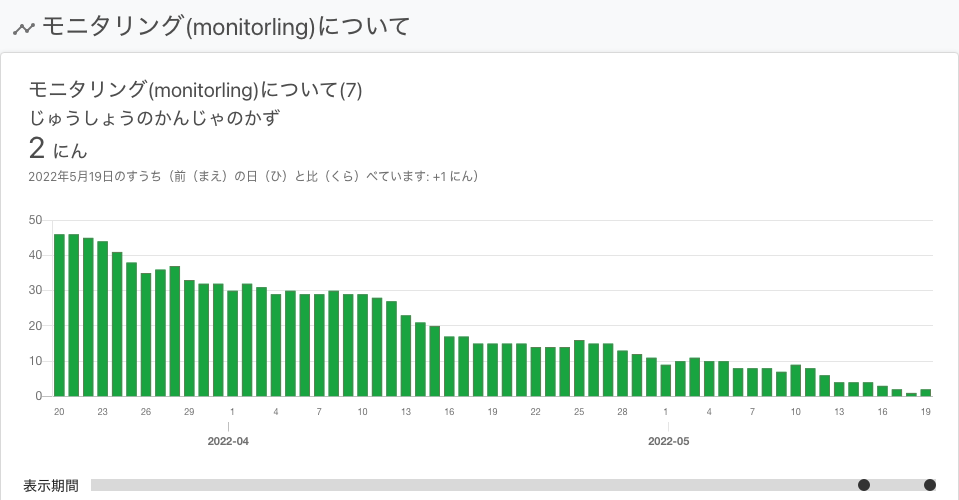 モニタリング(monitorling)について
モニタリング(monitorling)について(7)
じゅうしょうのかんじゃのかず
2 にん
2022年5月19日のすうち（前（まえ）の日（ひ）と比（くら）べています: +1 にん）
50
40
30
20
10
0
20 23 26 29 1 4 7 10 13 16 19 22 25 28 1 4 7 10 13 16 19
2022-04 2022-05
表示期間